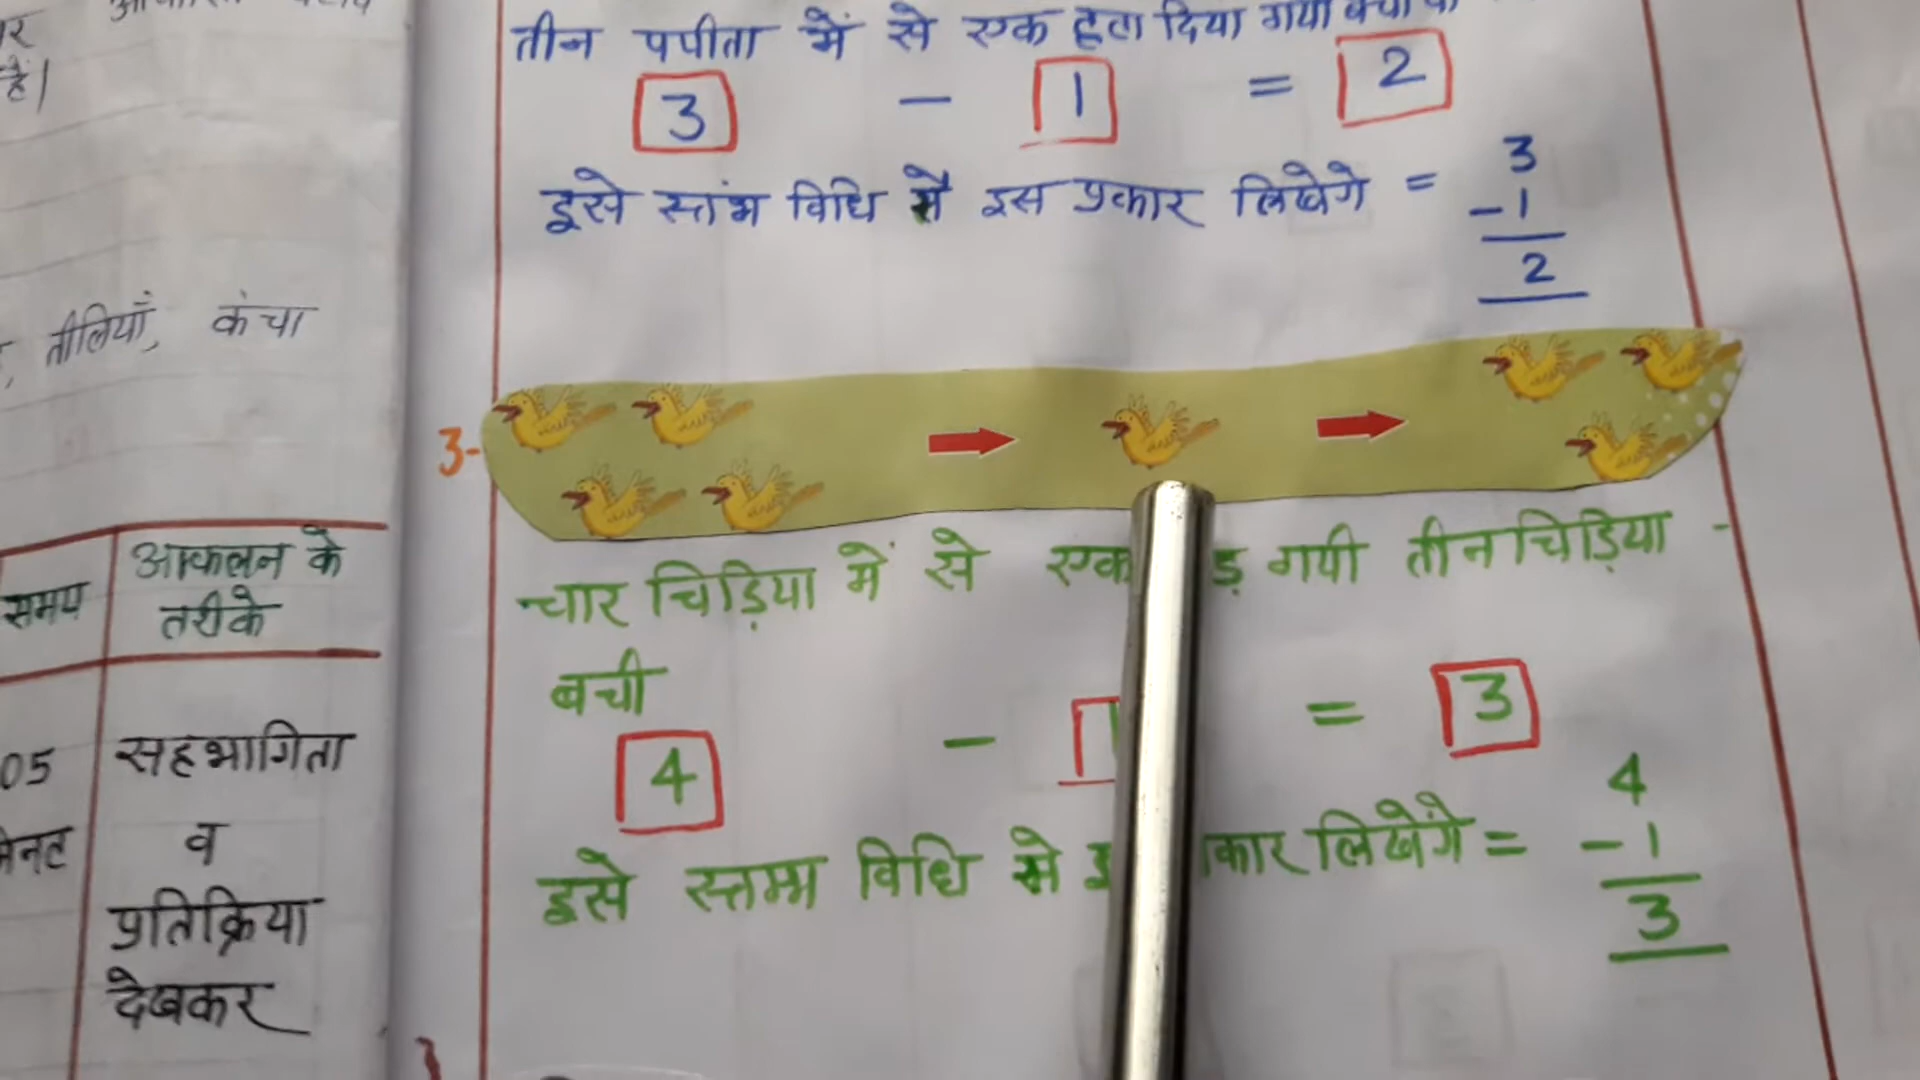 है।
तीलियाँ, कंचा
समय
आकलन के
तरीके
05
सहभागिता
व
प्रतिक्रिया
देखकर
तीन पपीता में से एक हटा दिया गया
3 - 1 = 2
इसे स्तंभ विधि में इस प्रकार लिखेगे =
3
-1
2
3-
चार चिड़िया में से एक गयी तीन चिड़िया -
बची
4 - 1 = 3
इसे स्तम्भ विधि से लिखेंगे =
4
-1
3